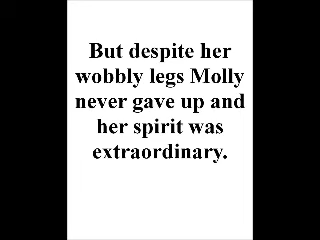 But despite her
wobbly legs Molly
never gave up and
her spirit was
extraordinary.